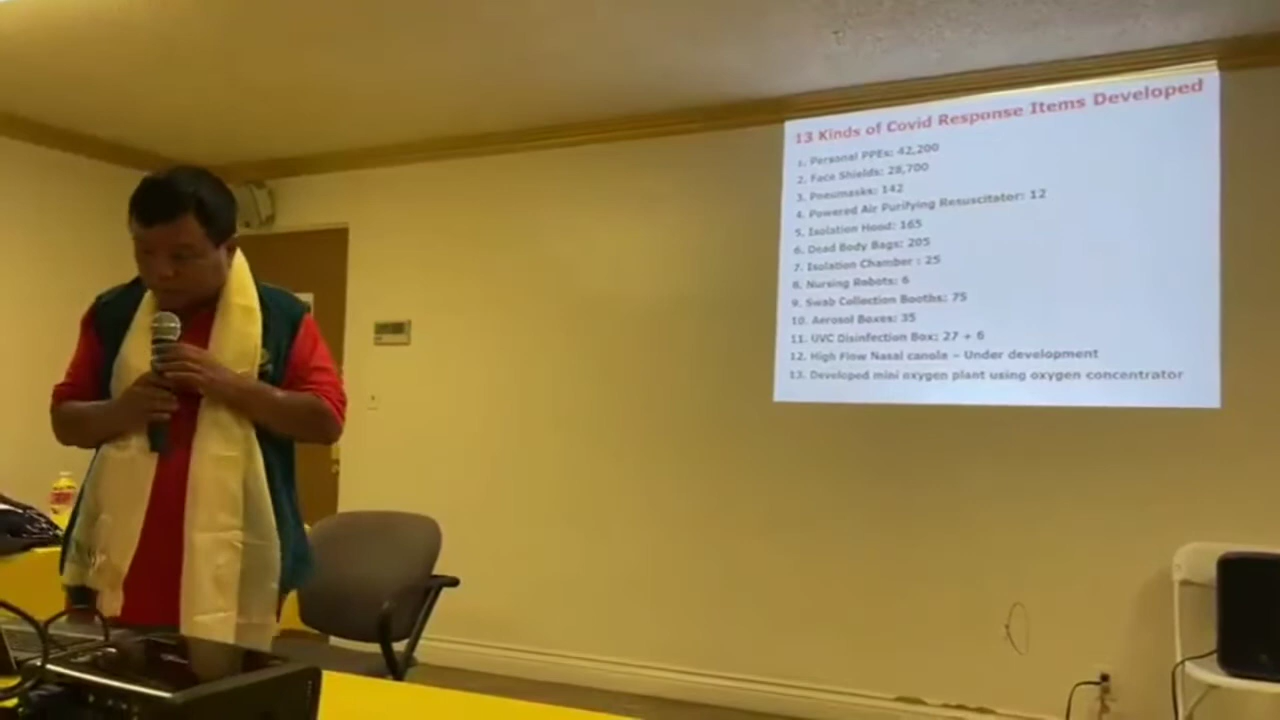 13 Kinds of Covid Response Items Developed
1. Personal PPEs: 42,200
2. Face Shields: 28,700
3. Pneumasks: 142
4. Powered Air Purifying Resuscitator: 12
5. Isolation Hood: 165
6. Dead Body Bags: 205
7. Isolation Chamber : 25
8. Nursing Robots: 6
9. Swab Collection Booths: 75
10. Aerosol Boxes: 35
11. UVC Disinfection Box: 27 + 6
12. High Flow Nasal canole – Under development
13. Developed mini oxygen plant using oxygen concentrator